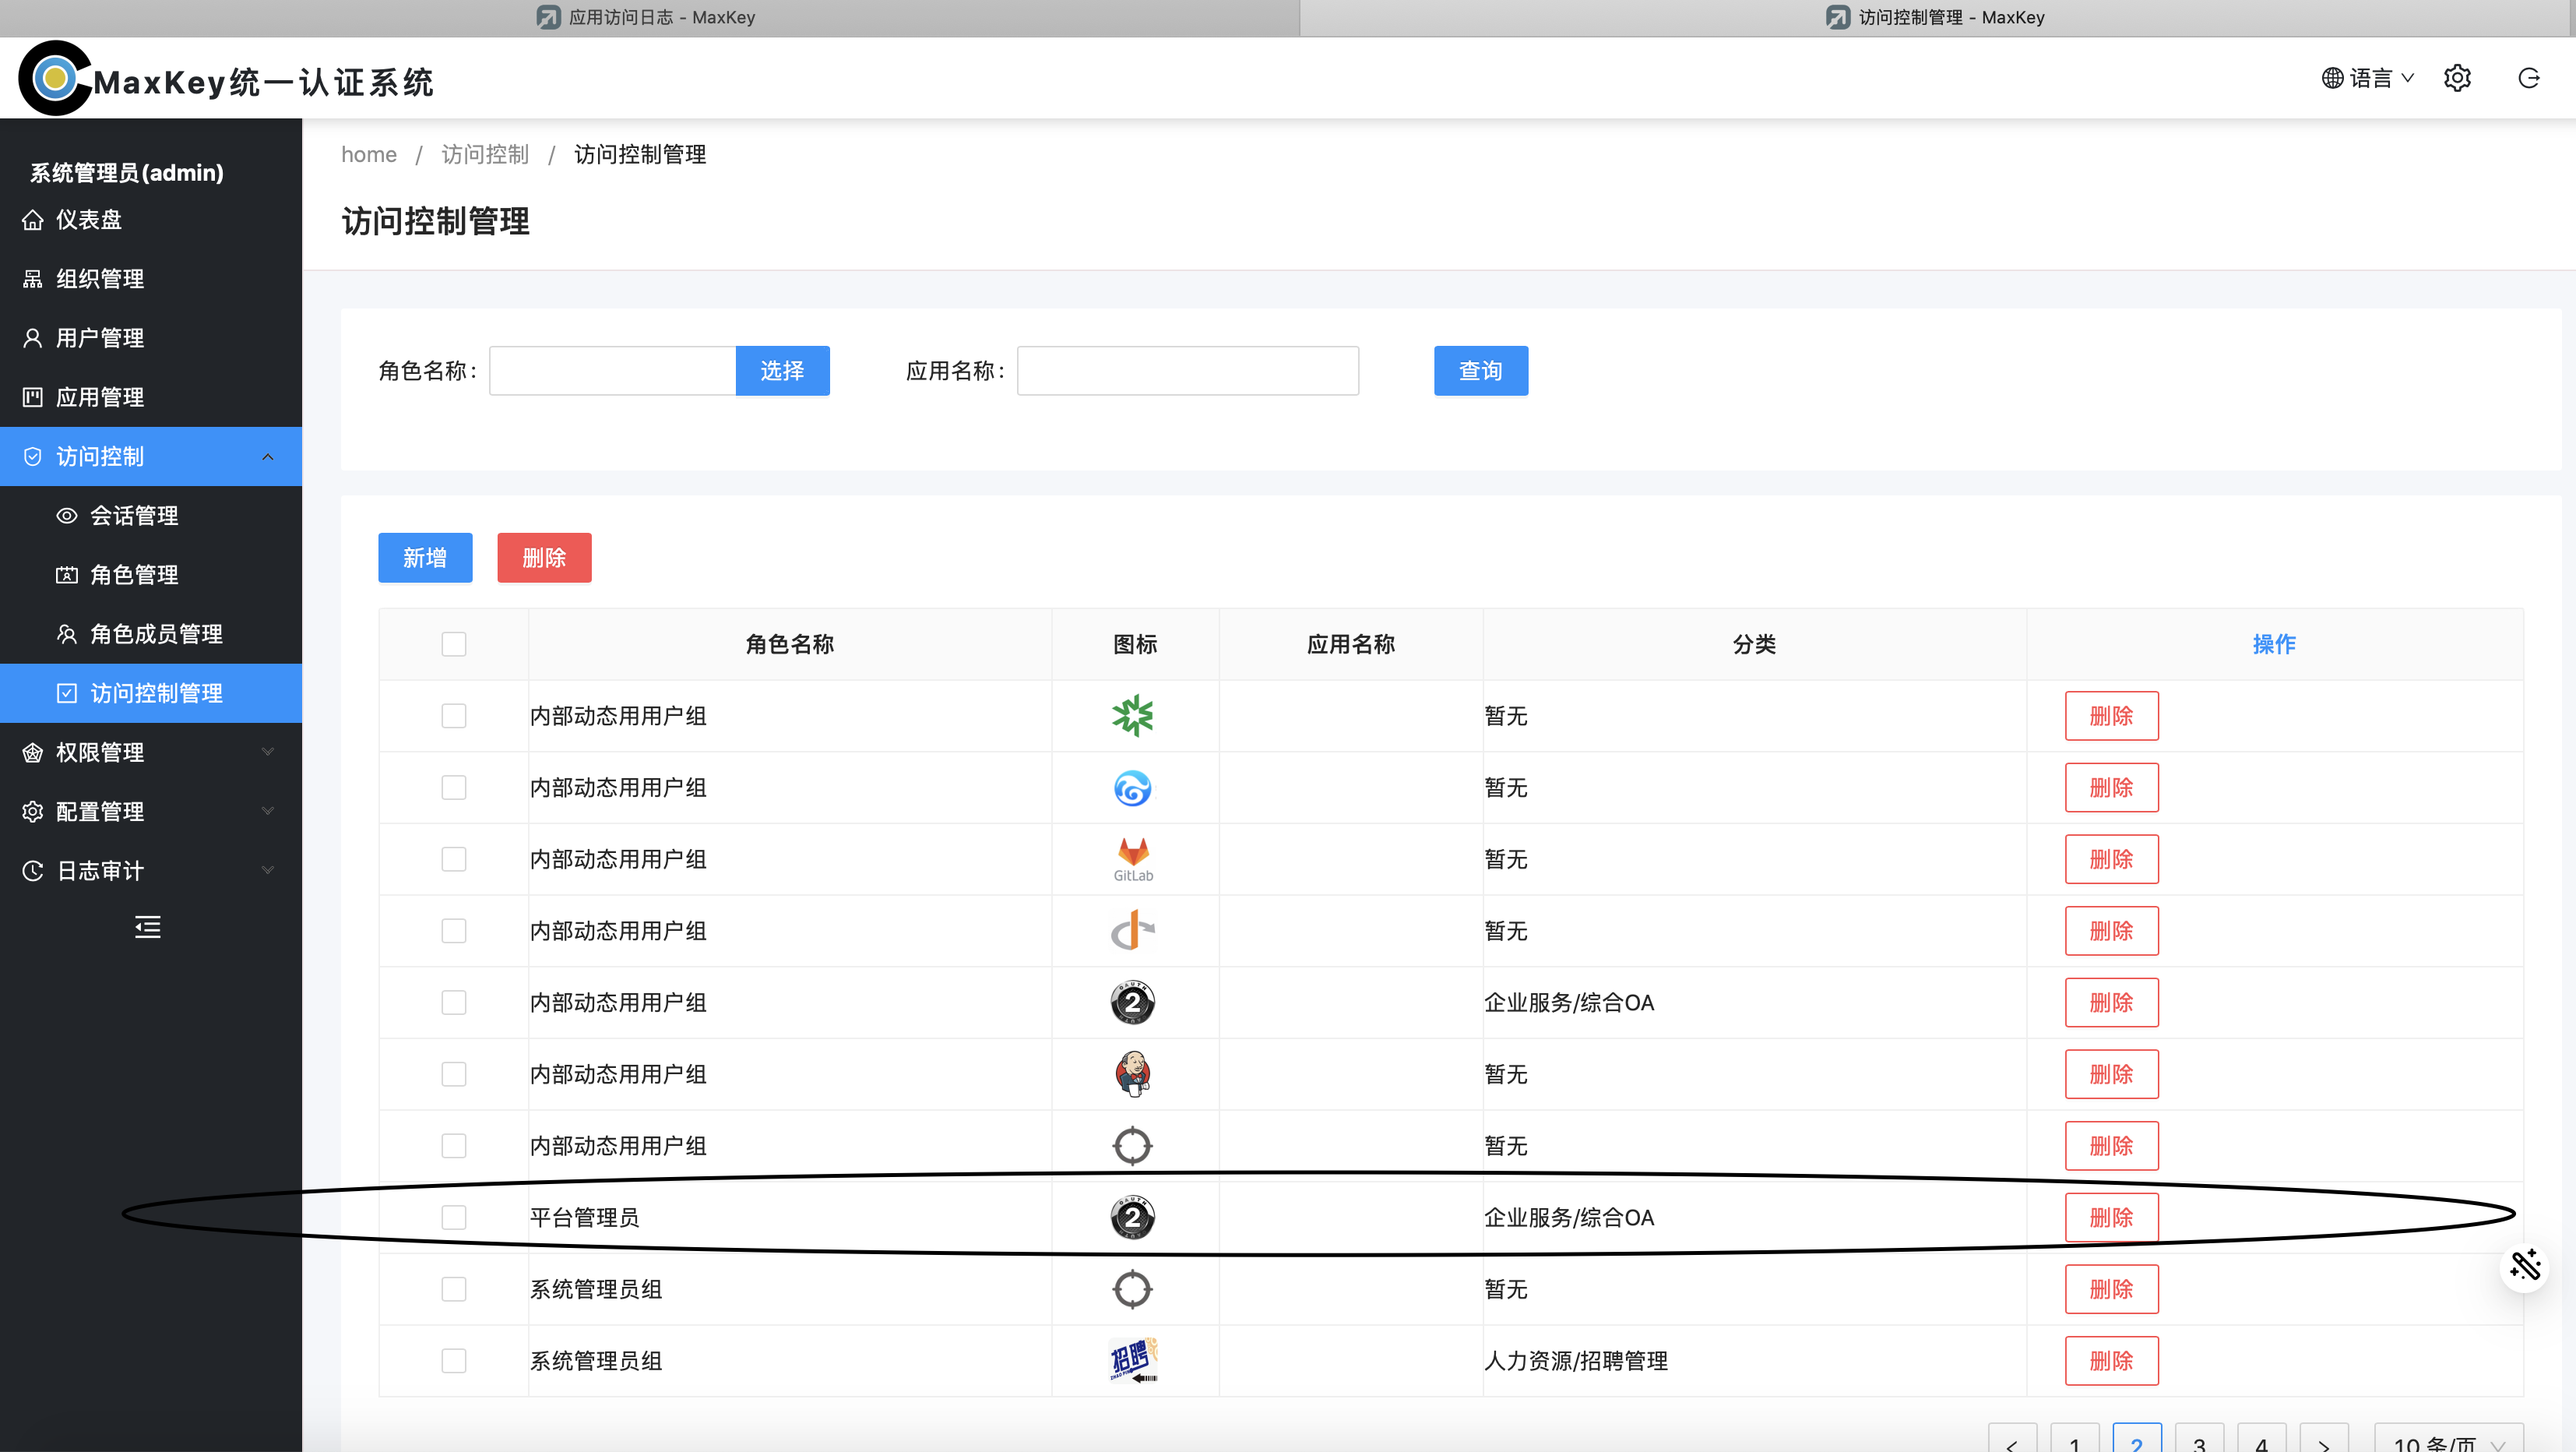 应用访问日志 - MaxKey
访问控制管理 - MaxKey
MaxKey统一认证系统
语言
系统管理员(admin)
仪表盘
组织管理
用户管理
应用管理
访问控制
会话管理
角色管理
角色成员管理
访问控制管理
权限管理
配置管理
日志审计
home / 访问控制 / 访问控制管理
访问控制管理
角色名称: 选择 应用名称: 查询
新增 删除
角色名称 图标 应用名称 分类 操作
内部动态用用户组 暂无 删除
内部动态用用户组 暂无 删除
内部动态用用户组 GitLab 暂无 删除
内部动态用用户组 暂无 删除
内部动态用用户组 OAUTH 2 企业服务/综合OA 删除
内部动态用用户组 暂无 删除
内部动态用用户组 暂无 删除
平台管理员 OAUTH 2 企业服务/综合OA 删除
系统管理员组 暂无 删除
系统管理员组 招聘 人力资源/招聘管理 删除
< 1 2 3 4 > 10 条/页